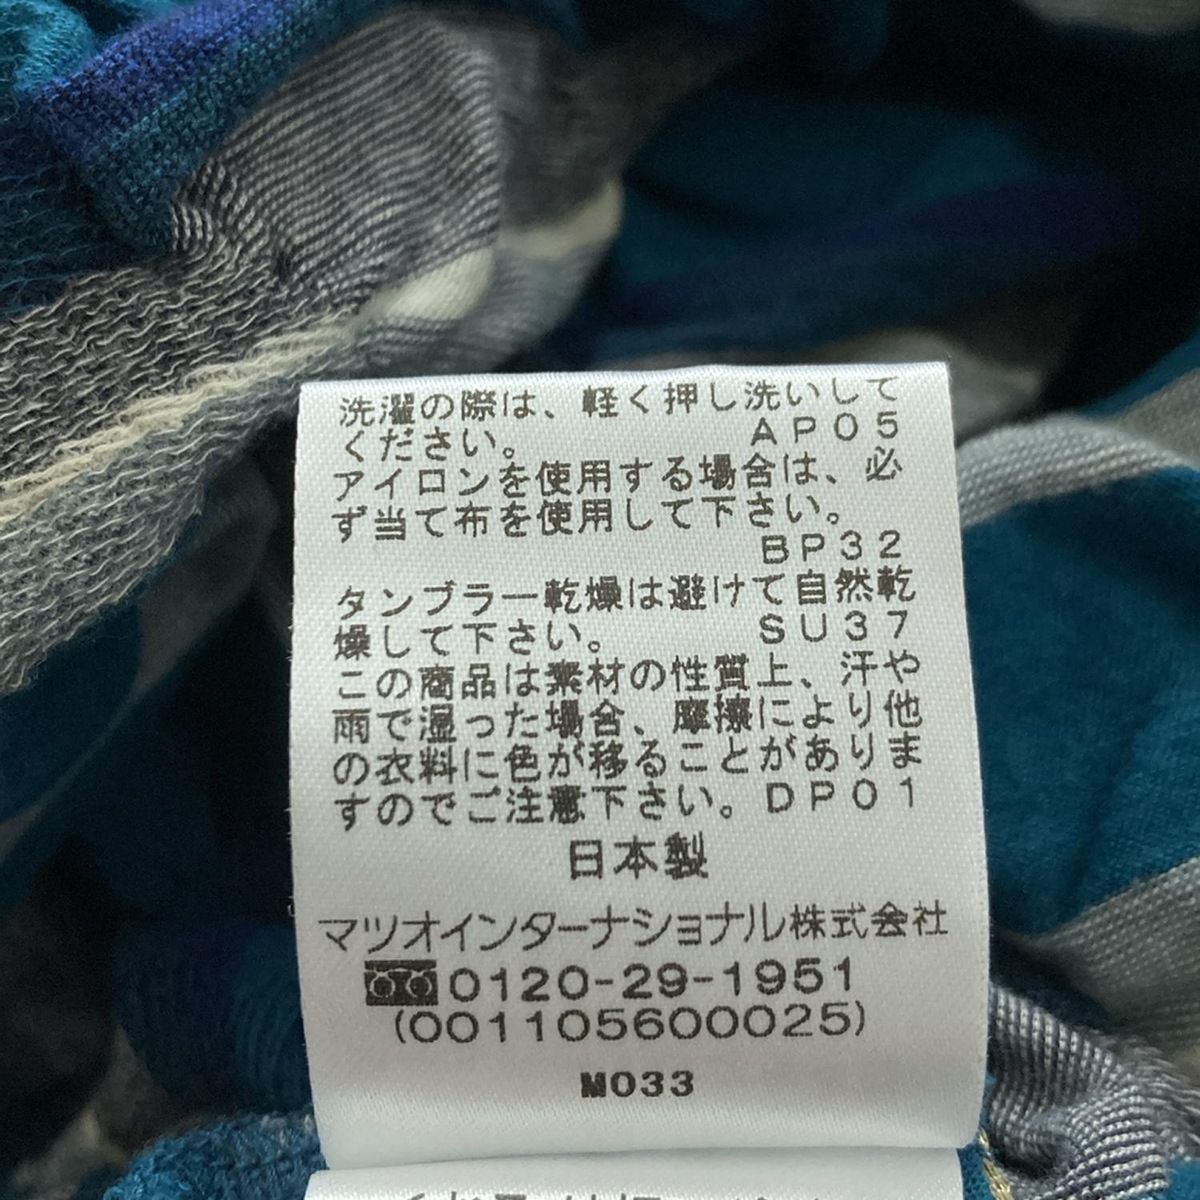 洗濯の際は、軽く押し洗いして
ください。 AP05
アイロンを使用する場合は、必
ず当て布を使用して下さい。
BP32
タンブラー乾燥は避けて自然乾
燥して下さい。 SU37
この商品は素材の性質上、汗や
雨で湿った場合、摩擦により他
の衣料に色が移ることがありま
すのでご注意下さい。DP01
日本製
マツオインターナショナル株式会社
0120-29-1951
(001105600025)
M033